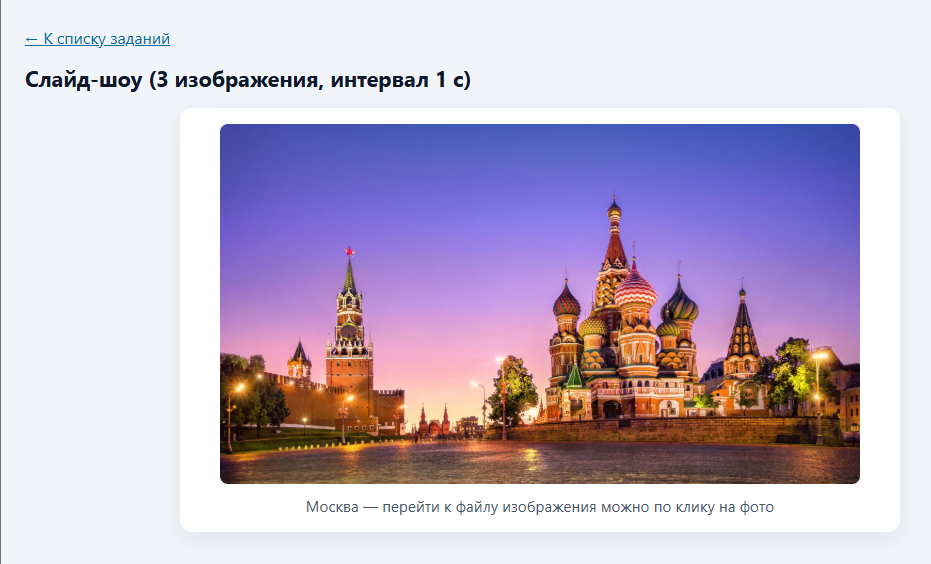 ← К списку заданий
Слайд-шоу (3 изображения, интервал 1 с)
Москва — перейти к файлу изображения можно по клику на фото